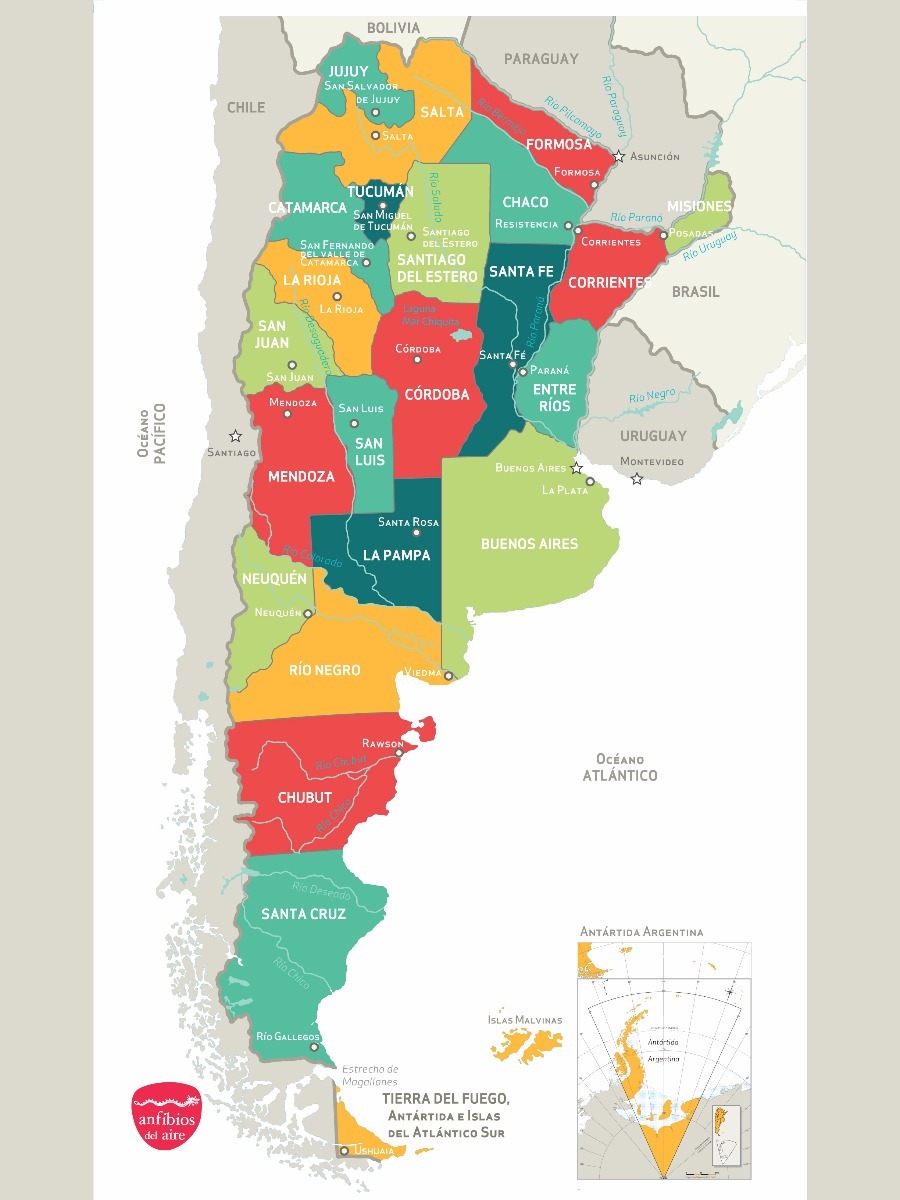 BOLIVIA
PARAGUAY
CHILE
JUJUY
San Salvador
de Jujuy
SALTA
Salta
Río Bermejo
Río Pilcomayo
Río Paraguay
FORMOSA
Formosa
Asunción
CHACO
Resistencia
Corrientes
Río Paraná
MISIONES
Posadas
Río Uruguay
CORRIENTES
BRASIL
TUCUMÁN
San Miguel
de Tucumán
CATAMARCA
San Fernando
del Valle de
Catamarca
Río Salado
Santiago
del Estero
SANTIAGO
DEL ESTERO
SANTA FE
LA RIOJA
La Rioja
Río Desaguadero
SAN
JUAN
San Juan
Laguna
Mar Chiquita
Córdoba
CÓRDOBA
Santa Fé
Río Paraná
Paraná
ENTRE
RÍOS
Río Negro
URUGUAY
Montevideo
Océano
PACÍFICO
Santiago
Mendoza
MENDOZA
San Luis
SAN
LUIS
Buenos Aires
La Plata
BUENOS AIRES
Santa Rosa
LA PAMPA
Río Colorado
NEUQUÉN
Neuquén
RÍO NEGRO
Viedma
Rawson
Río Chubut
CHUBUT
Río Chico
Océano
ATLÁNTICO
Río Deseado
SANTA CRUZ
Río Chico
Río Gallegos
Islas Malvinas
Estrecho de
Magallanes
TIERRA DEL FUEGO,
Antártida e Islas
del Atlántico Sur
Ushuaia
Antártida Argentina
Antártida
Argentina
anfibios
del aire